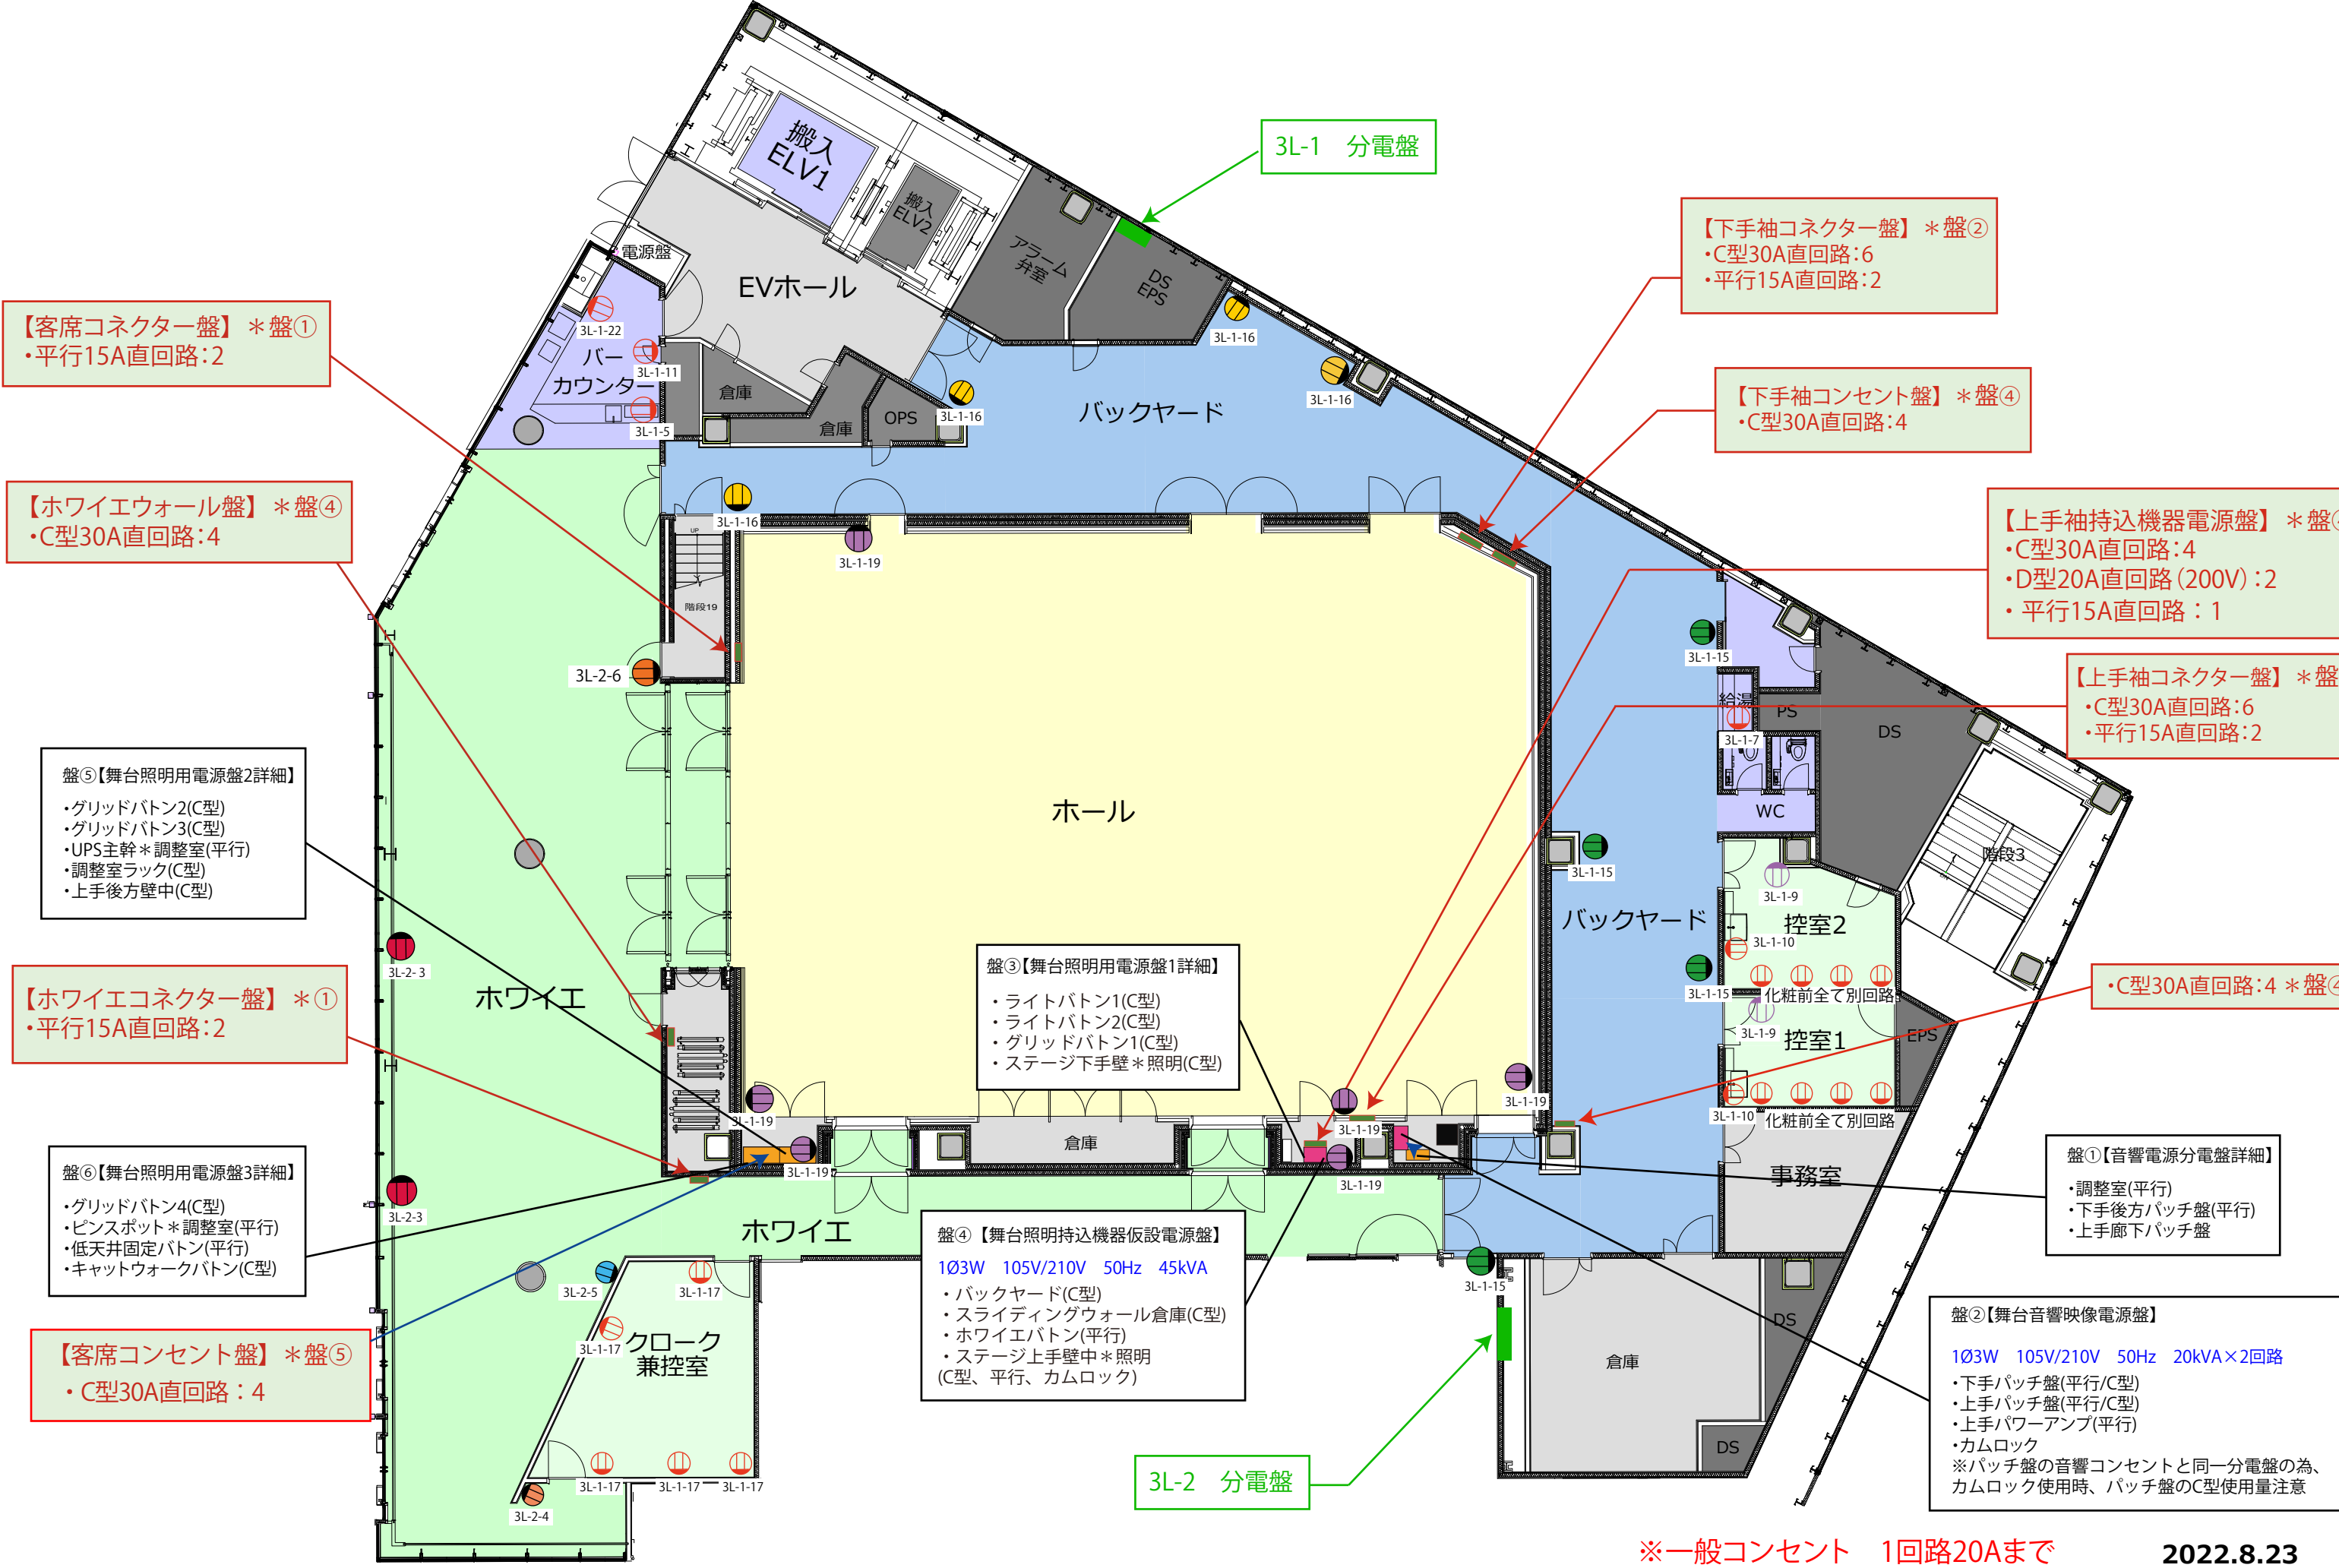 搬入
ELV1
搬入
ELV2
3L-1　分電盤
アラーム
弁室
DS
EPS
電源盤
EVホール
【下手袖コネクター盤】＊盤②
・C型30A直回路:6
・平行15A直回路:2
【客席コネクター盤】＊盤①
・平行15A直回路:2
3L-1-22
バー
カウンター
3L-1-11
3L-1-5
倉庫
倉庫
OPS
3L-1-16
3L-1-16
3L-1-16
バックヤード
【下手袖コンセント盤】＊盤④
・C型30A直回路:4
【ホワイエウォール盤】＊盤④
・C型30A直回路:4
3L-1-16
UP
階段19
3L-1-19
【上手袖持込機器電源盤】＊盤
・C型30A直回路:4
・D型20A直回路(200V):2
・平行15A直回路：1
3L-2-6
3L-1-15
【上手袖コネクター盤】＊盤
・C型30A直回路:6
・平行15A直回路:2
給湯
3L-1-7
PS
DS
WC
盤⑤【舞台照明用電源盤2詳細】
・グリッドバトン2(C型)
・グリッドバトン3(C型)
・UPS主幹＊調整室(平行)
・調整室ラック(C型)
・上手後方壁中(C型)
ホール
3L-1-15
階段3
バックヤード
3L-1-9
控室2
3L-1-10
3L-1-15
化粧前全て別回路
3L-1-9
控室1
EPS
3L-1-10
化粧前全て別回路
・C型30A直回路:4 ＊盤
3L-2-3
ホワイエ
【ホワイエコネクター盤】＊①
・平行15A直回路:2
盤③【舞台照明用電源盤1詳細】
・ライトバトン1(C型)
・ライトバトン2(C型)
・グリッドバトン1(C型)
・ステージ下手壁＊照明(C型)
3L-1-19
3L-1-19
倉庫
3L-1-19
3L-1-19
3L-1-19
事務室
盤⑥【舞台照明用電源盤3詳細】
・グリッドバトン4(C型)
・ピンスポット＊調整室(平行)
・低天井固定バトン(平行)
・キャットウォークバトン(C型)
3L-2-3
ホワイエ
盤①【音響電源分電盤詳細】
・調整室(平行)
・下手後方パッチ盤(平行)
・上手廊下パッチ盤
盤④【舞台照明持込機器仮設電源盤】
1Ø3W　105V/210V　50Hz　45kVA
・バックヤード(C型)
・スライディングウォール倉庫(C型)
・ホワイエバトン(平行)
・ステージ上手壁中＊照明
(C型、平行、カムロック)
3L-1-15
3L-2-5
3L-1-17
3L-1-17
クローク
兼控室
【客席コンセント盤】＊盤⑤
・C型30A直回路：4
倉庫
DS
DS
盤②【舞台音響映像電源盤】
1Ø3W　105V/210V　50Hz　20kVA×2回路
・下手パッチ盤(平行/C型)
・上手パッチ盤(平行/C型)
・上手パワーアンプ(平行)
・カムロック
※パッチ盤の音響コンセントと同一分電盤の為、
カムロック使用時、パッチ盤のC型使用量注意
3L-1-17
3L-1-17
3L-1-17
3L-2-4
3L-2　分電盤
※一般コンセント　1回路20Aまで
2022.8.23